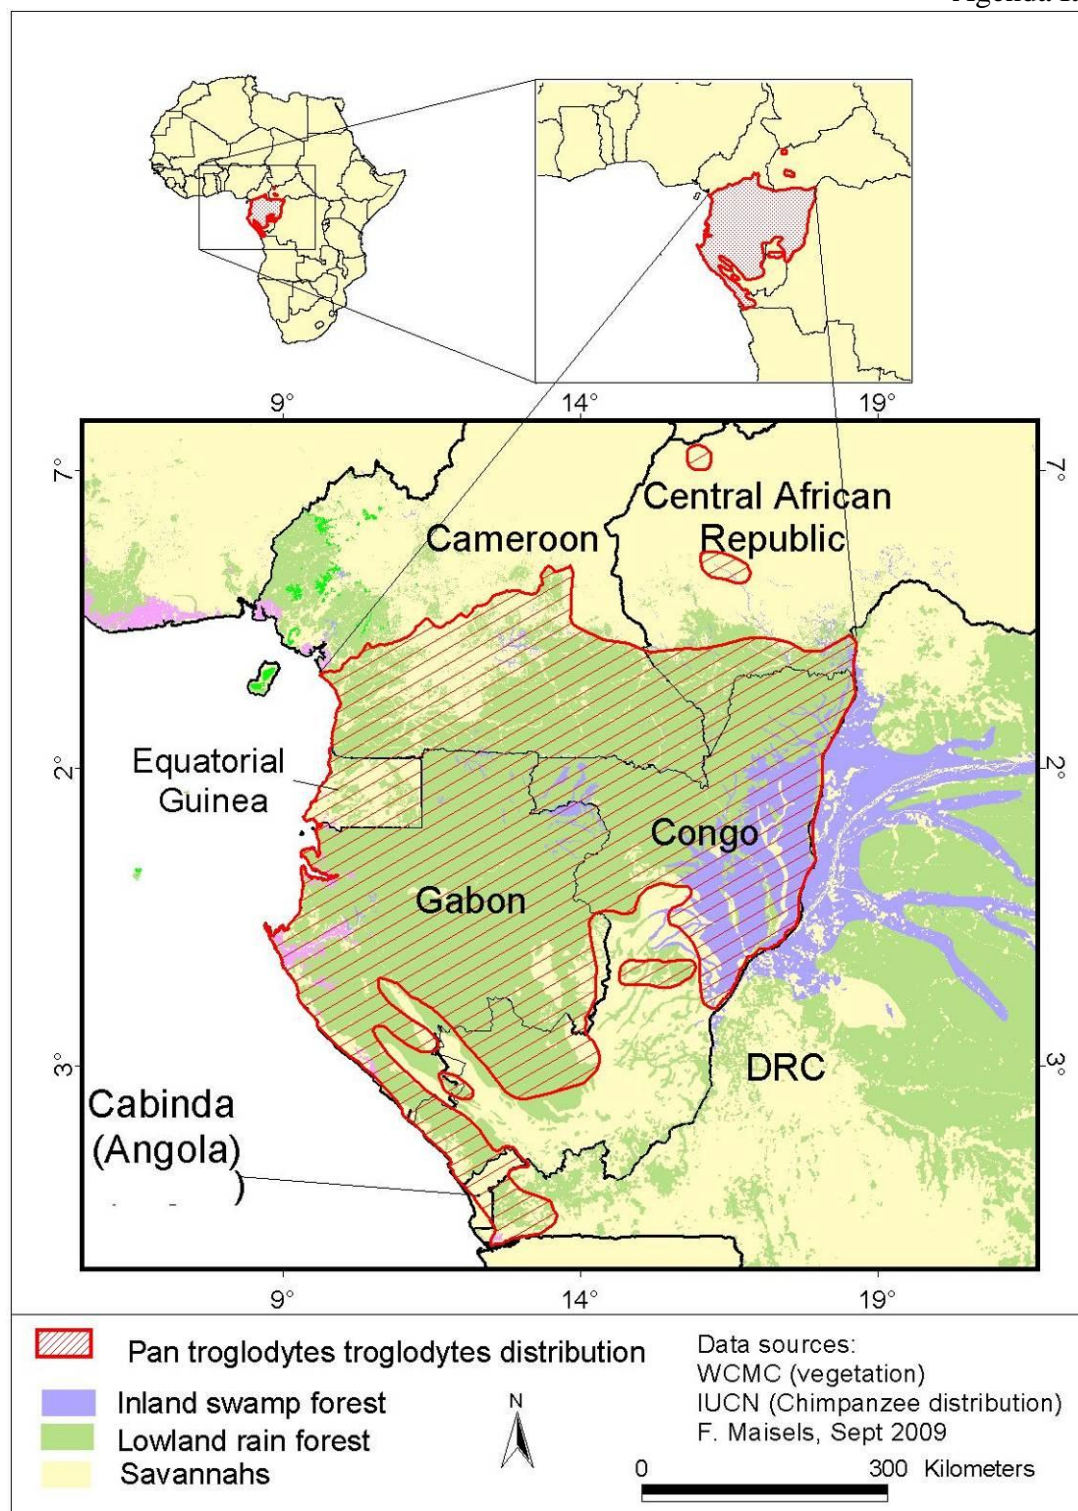 9° 14° 19°
7° 7°
Central African
Republic
Cameroon
2° 2°
Equatorial
Guinea
Congo
Gabon
3° 3°
DRC
Cabinda
(Angola)
)
9° 14° 19°
Pan troglodytes troglodytes distribution
Inland swamp forest
Lowland rain forest
Savannahs
N
Data sources:
WCMC (vegetation)
IUCN (Chimpanzee distribution)
F. Maisels, Sept 2009
0 300 Kilometers